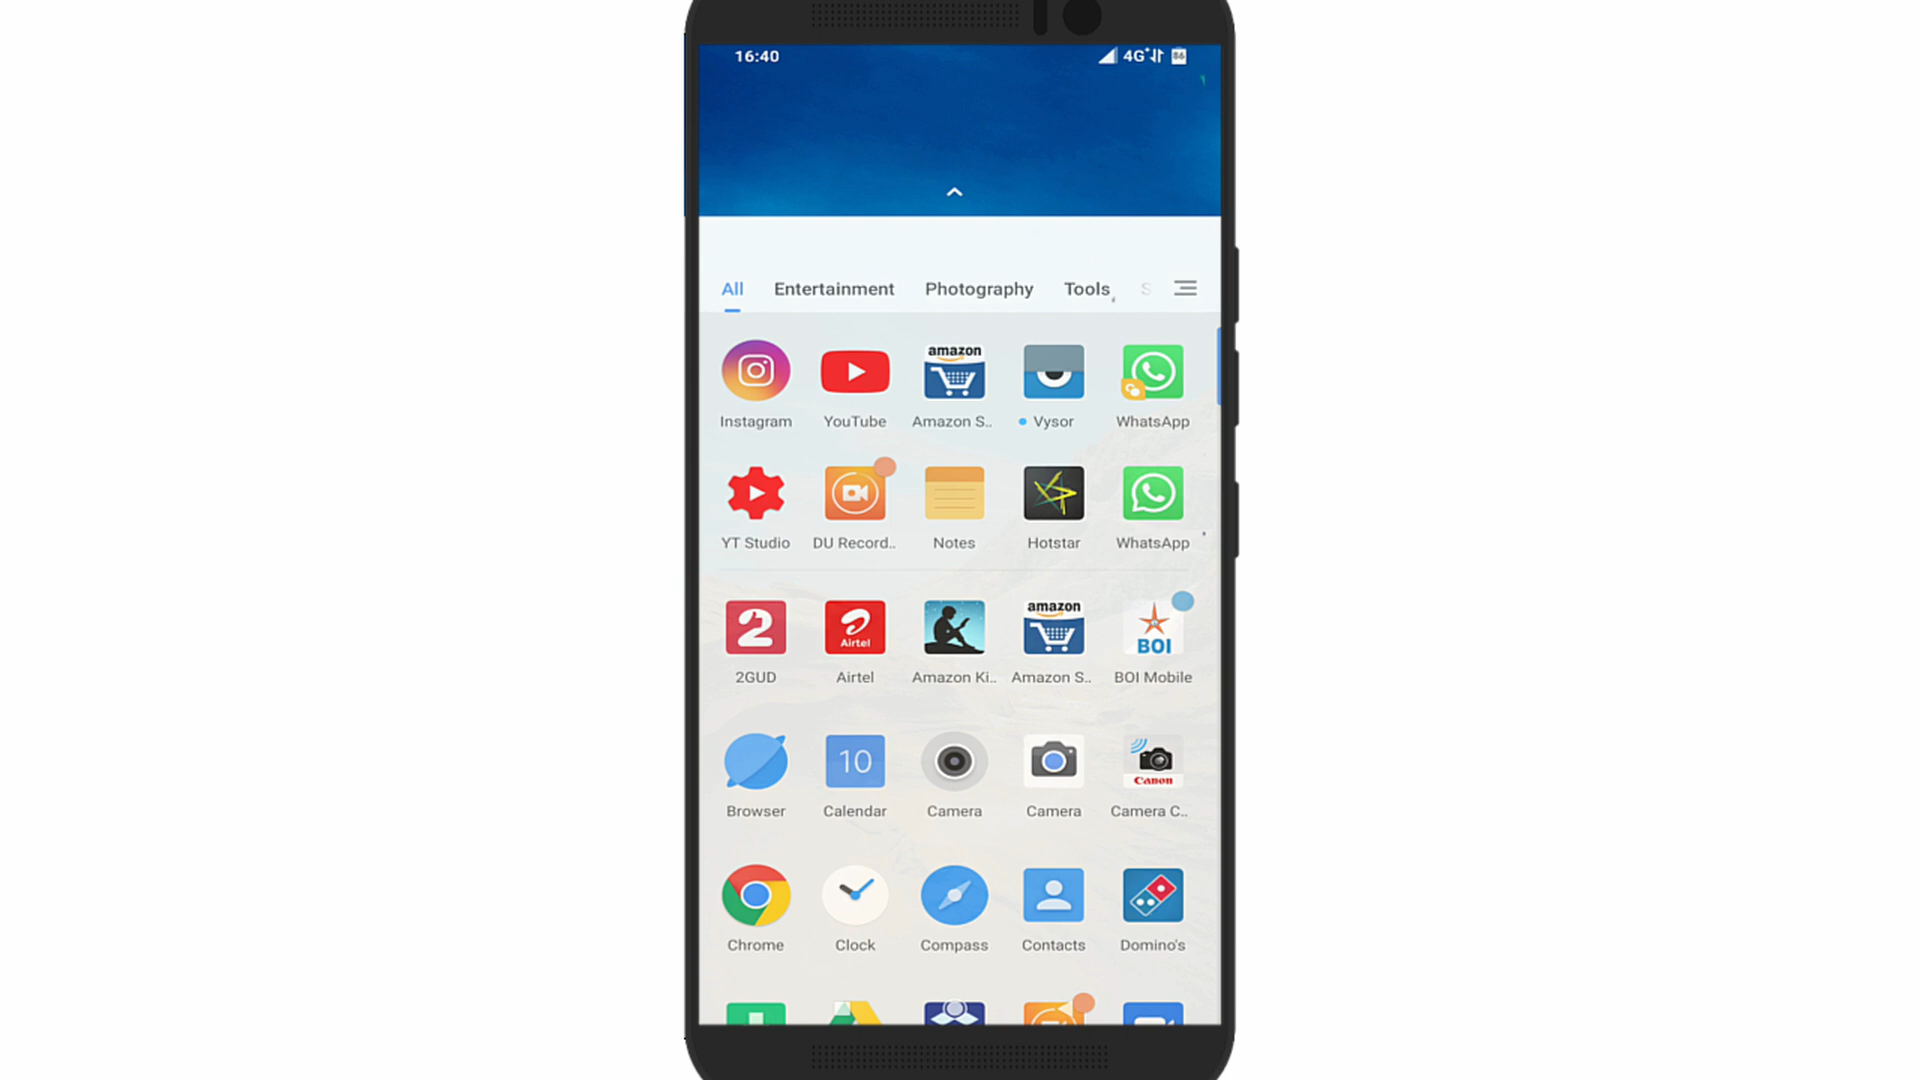 16:40 4G+ 86
All Entertainment Photography Tools S
amazon
Instagram YouTube Amazon S.. Vysor WhatsApp
YT Studio DU Record.. Notes Hotstar WhatsApp
2 Airtel amazon BOI
2GUD Airtel Amazon Ki.. Amazon S.. BOI Mobile
10 Canon
Browser Calendar Camera Camera Camera C..
Chrome Clock Compass Contacts Domino's